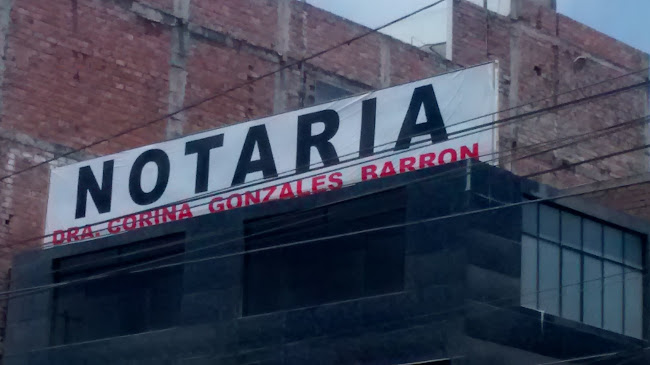 NOTARIA
DRA. CORINA GONZALES BARRON